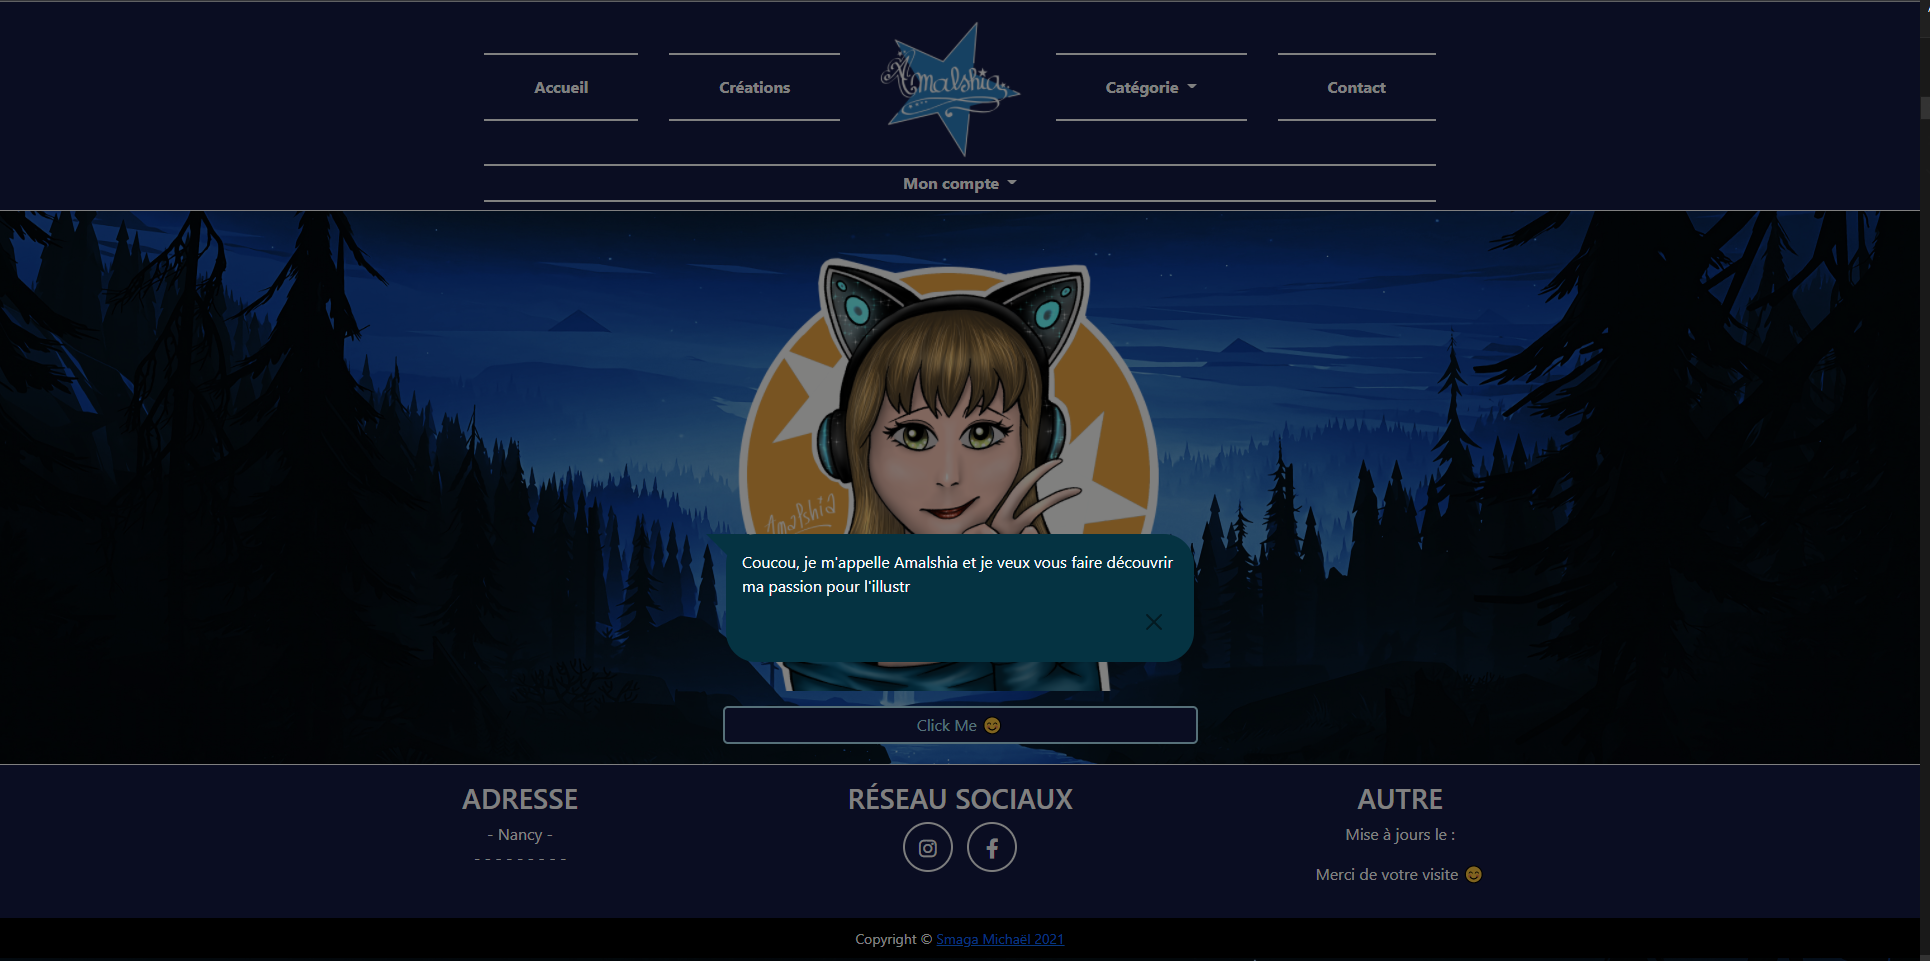 Accueil
Créations
Amalshia
Catégorie
Contact
Mon compte
Amalshia
Coucou, je m'appelle Amalshia et je veux vous faire découvrir
ma passion pour l'illustr
Click Me 😊
ADRESSE
- Nancy -
- - - - - - - - -
RÉSEAU SOCIAUX
AUTRE
Mise à jours le :
Merci de votre visite 😊
Copyright © Smaga Michaël 2021